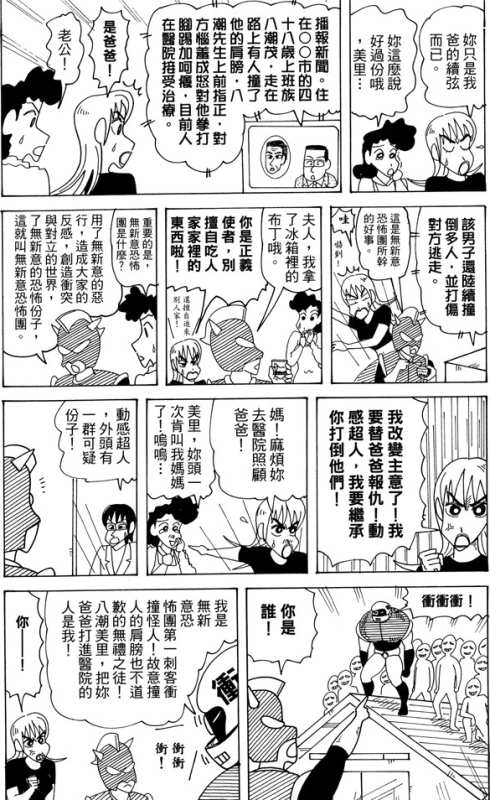 妳只是我
爸的續弦
而已。
妳這麼說
好過份哦
，美里…
播報新聞。住
在〇〇市的四
十八歲上班族
八潮茂，走在
路上有人撞了
他的肩膀，八
潮先生上前指正，對
方惱羞成怒對他拳打
腳踢加呵癢，目前人
在醫院接受治療。
是爸爸！
老公！
該男子還陸續撞
倒多人，並打傷
對方逃走。
這是無新意
恐怖團所幹
的好事。
哇
嚇到！
夫人，我拿
了冰箱裡的
布丁哦。
你是正義
使者，別
擅自吃人
家家裡的
東西啦！
還擅自進來
別人家！
重要的是，
無新意恐怖
團是什麼？
用了無新意的惡
行，造成大家的
反感，創造衝突
與對立的世界，
了無新意的恐怖份子，
這就叫無新意恐怖團。
我改變主意了！我
要替爸爸報仇！動
感超人，我要繼承
你打倒他們！
媽！麻煩妳
去醫院照顧
爸爸！
美里，妳頭一
次肯叫我媽媽
了！嗚嗚…
動感超人
，外頭有
一群可疑
份子！
衝衝衝！
你是
誰！
我是
無新
意恐
怖團第一刺客衝
撞怪人！故意撞
人的肩膀也不道
歉的無禮之徒！
八潮美里，把妳
爸爸打進醫院的
人是我！
衝
衝
衝！
你——！